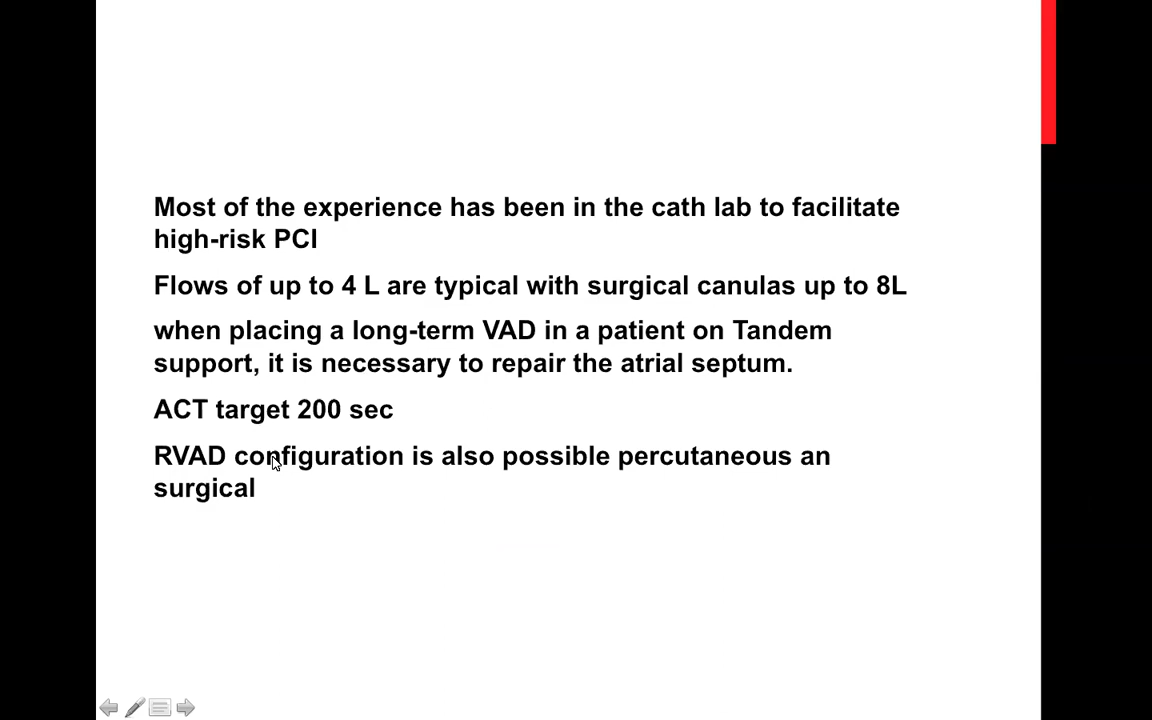 Most of the experience has been in the cath lab to facilitate
high-risk PCI
Flows of up to 4 L are typical with surgical canulas up to 8L
when placing a long-term VAD in a patient on Tandem
support, it is necessary to repair the atrial septum.
ACT target 200 sec
RVAD configuration is also possible percutaneous an
surgical